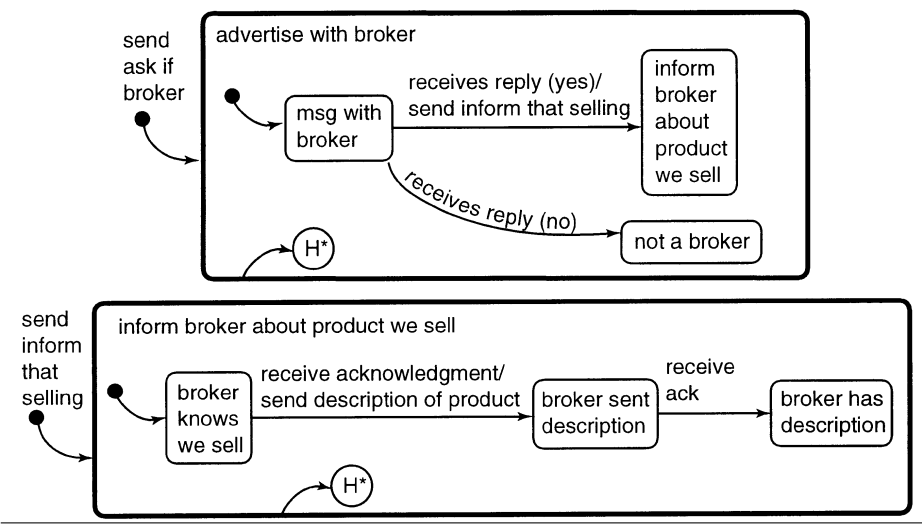 send
ask if
broker
advertise with broker
msg with
broker
receives reply (yes)/
send inform that selling
inform
broker
about
product
we sell
receives reply (no)
not a broker
H*
send
inform
that
selling
inform broker about product we sell
broker
knows
we sell
receive acknowledgment/
send description of product
broker sent
description
receive
ack
broker has
description
H*